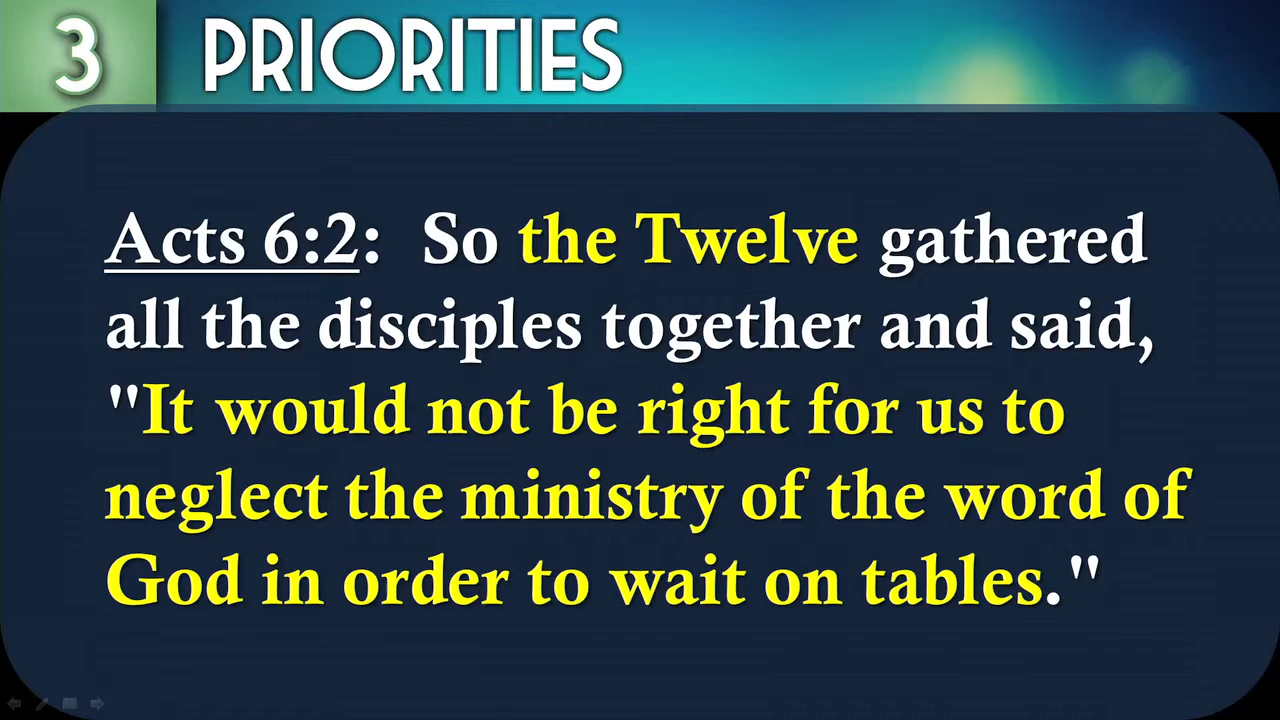 3 PRIORITIES
Acts 6:2: So the Twelve gathered
all the disciples together and said,
"It would not be right for us to
neglect the ministry of the word of
God in order to wait on tables."